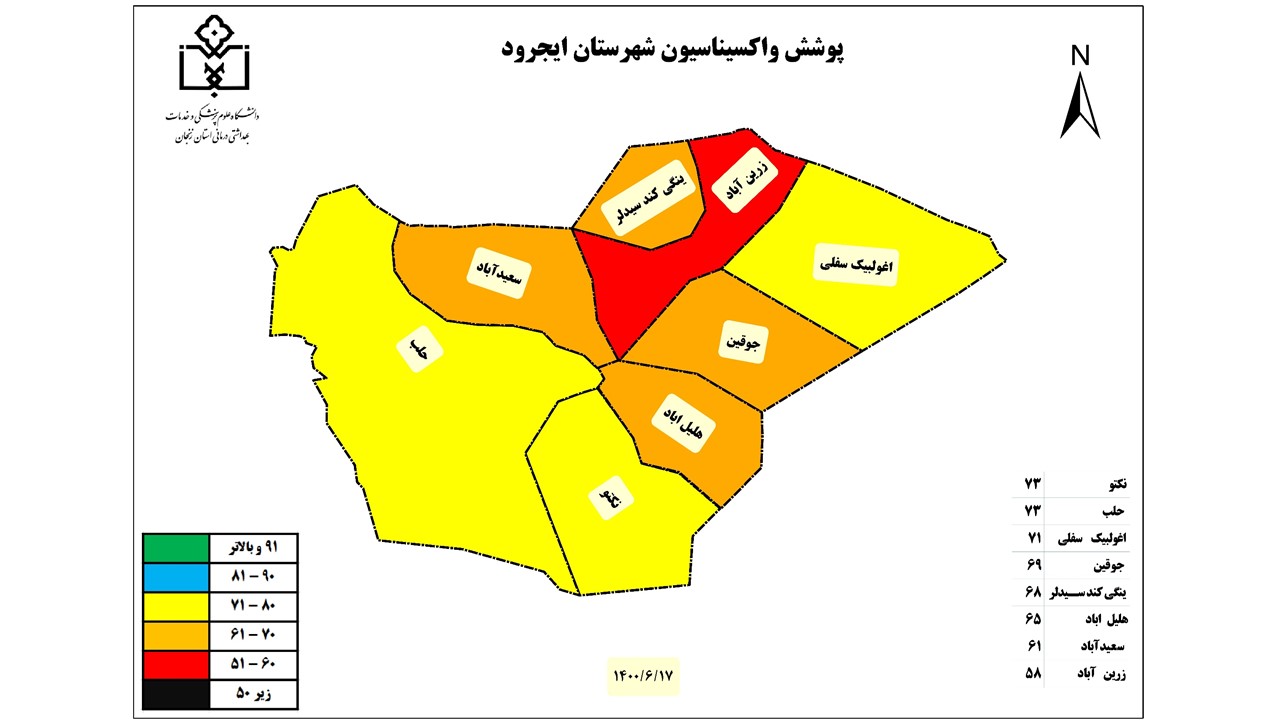 پوشش واکسیناسیون شهرستان ایجرود
N
دانشگاه علوم پزشکی و خدمات
بهداشتی درمانی استان زنجان
زرین آباد
ینگی کند سیدلر
اغولبیک سفلی
سعیدآباد
جوقین
حلب
هلیل اباد
نکتو
نکتو ۷۳
حلب ۷۳
اغولبیک سفلی ۷۱
جوقین ۶۹
ینگی کند سیدلر ۶۸
هلیل اباد ۶۵
سعیدآباد ۶۱
زرین آباد ۵۸
۹۱ و بالاتر
۸۱ – ۹۰
۷۱ – ۸۰
۶۱ – ۷۰
۵۱ – ۶۰
زیر ۵۰
۱۴۰۰/۶/۱۷